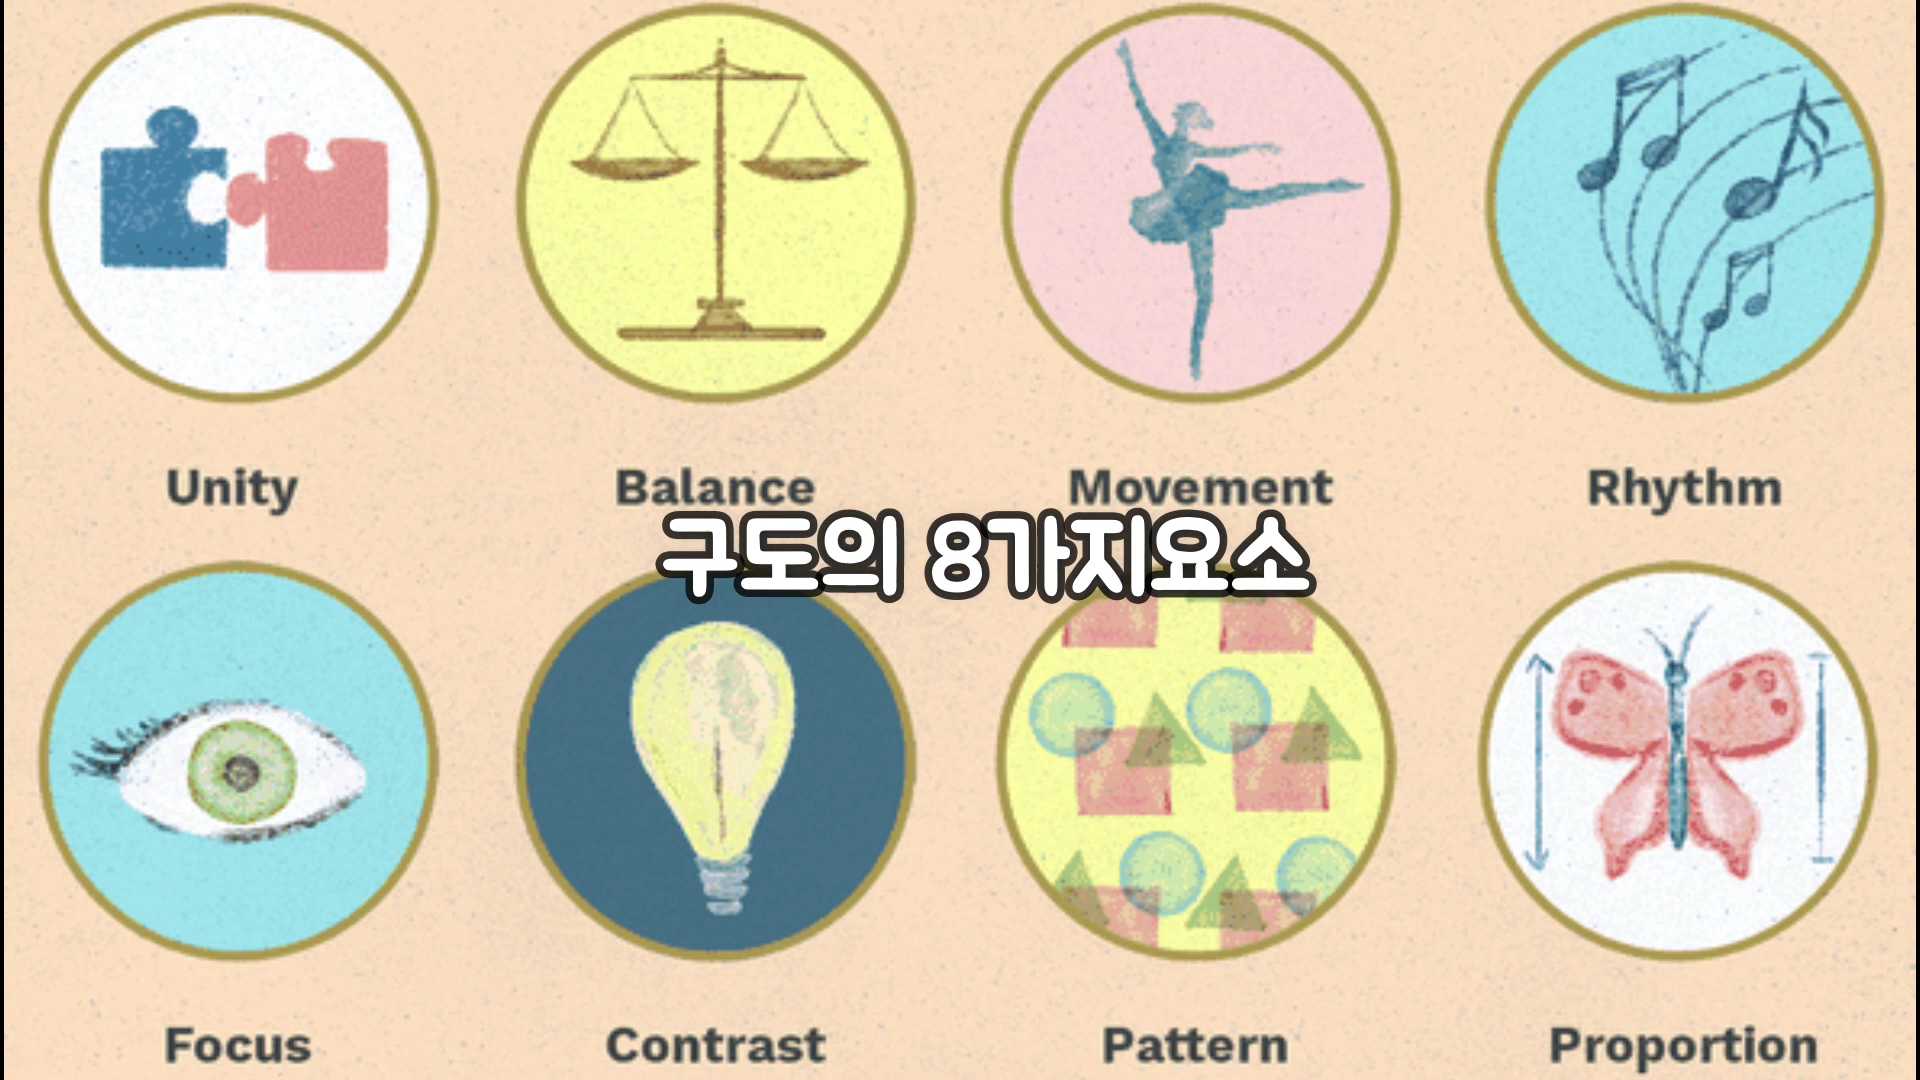 Unity
Balance
Movement
Rhythm
구도의 8가지요소
Focus
Contrast
Pattern
Proportion